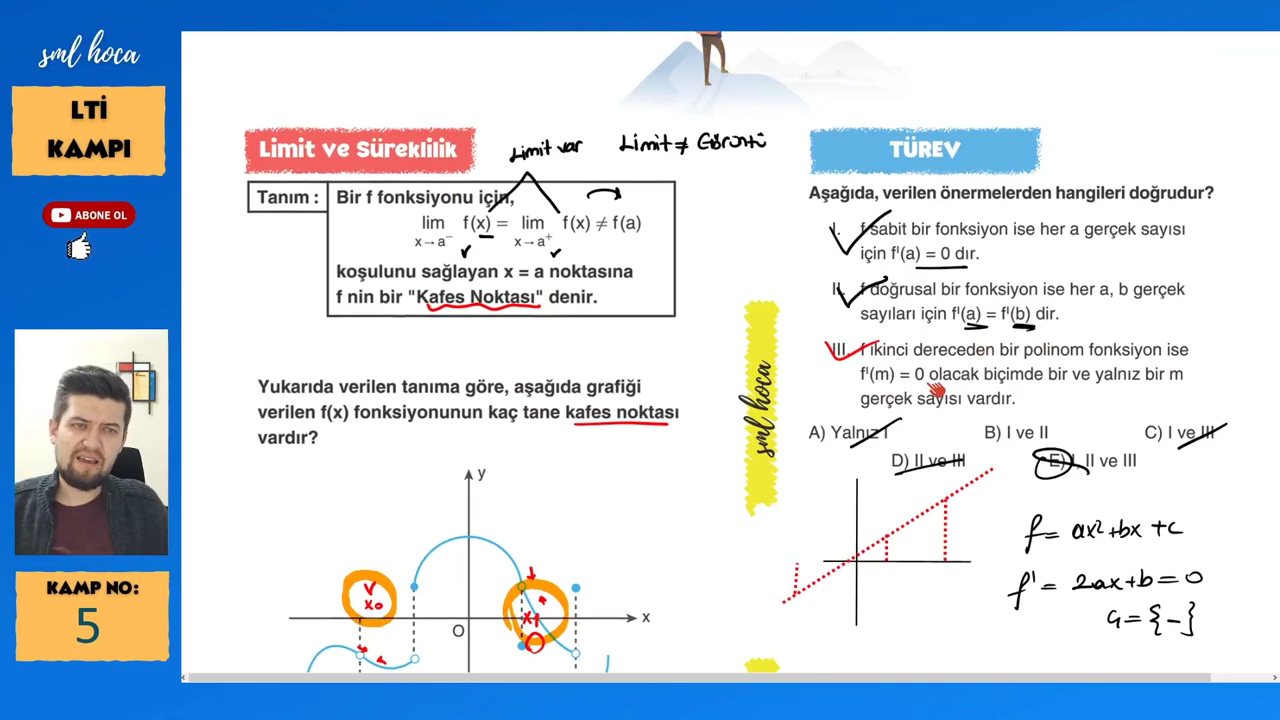 sml hoca
LTİ
KAMPI
ABONE OL
KAMP NO:
5
Limit ve Süreklilik
Limit var
Limit ≠ Görüntü
Tanım :
Bir f fonksiyonu için,
lim f(x) = lim f(x) ≠ f(a)
x→a⁻ x→a⁺
koşulunu sağlayan x = a noktasına
f nin bir "Kafes Noktası" denir.
Yukarıda verilen tanıma göre, aşağıda grafiği
verilen f(x) fonksiyonunun kaç tane kafes noktası
vardır?
y
x
O
x₀
x₁
sml hoca
TÜREV
Aşağıda, verilen önermelerden hangileri doğrudur?
I. f sabit bir fonksiyon ise her a gerçek sayısı
için f'(a) = 0 dır.
II. f doğrusal bir fonksiyon ise her a, b gerçek
sayıları için f'(a) = f'(b) dir.
III. f ikinci dereceden bir polinom fonksiyon ise
f'(m) = 0 olacak biçimde bir ve yalnız bir m
gerçek sayısı vardır.
A) Yalnız I B) I ve II C) I ve III
D) II ve III E) I, II ve III
f = ax² + bx + c
f' = 2ax + b = 0
Ç = {-}